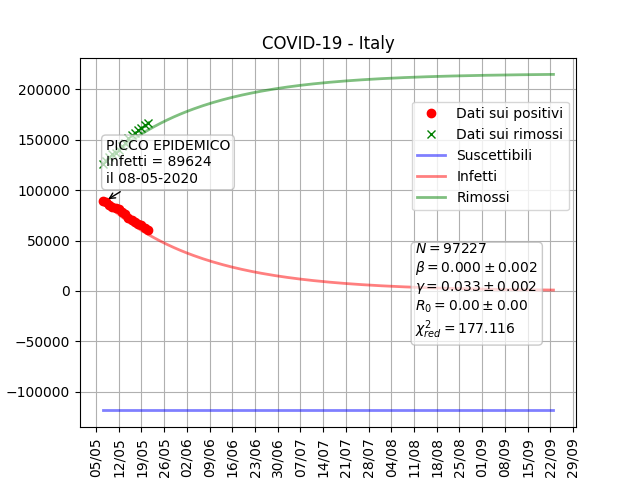 COVID-19 - Italy
200000
150000
100000
50000
0
−50000
−100000
PICO EPIDEMICO
Infetti = 89624
il 08-05-2020
Dati sui positivi
Dati sui rimossi
Suscettibili
Infetti
Rimossi
N = 97227
β = 0.000 ± 0.002
γ = 0.033 ± 0.002
R₀ = 0.00 ± 0.00
χ²red = 177.116
05/05
12/05
19/05
26/05
02/06
09/06
16/06
23/06
30/06
07/07
14/07
21/07
28/07
04/08
11/08
18/08
25/08
01/09
08/09
15/09
22/09
29/09